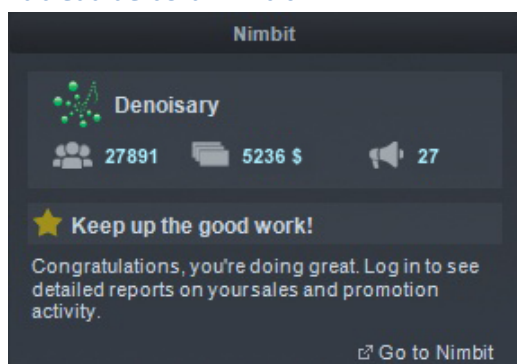 Nimbit
Denoisary
27891 5236 $ 27
Keep up the good work!
Congratulations, you're doing great. Log in to see
detailed reports on yoursales and promotion
activity.
Go to Nimbit